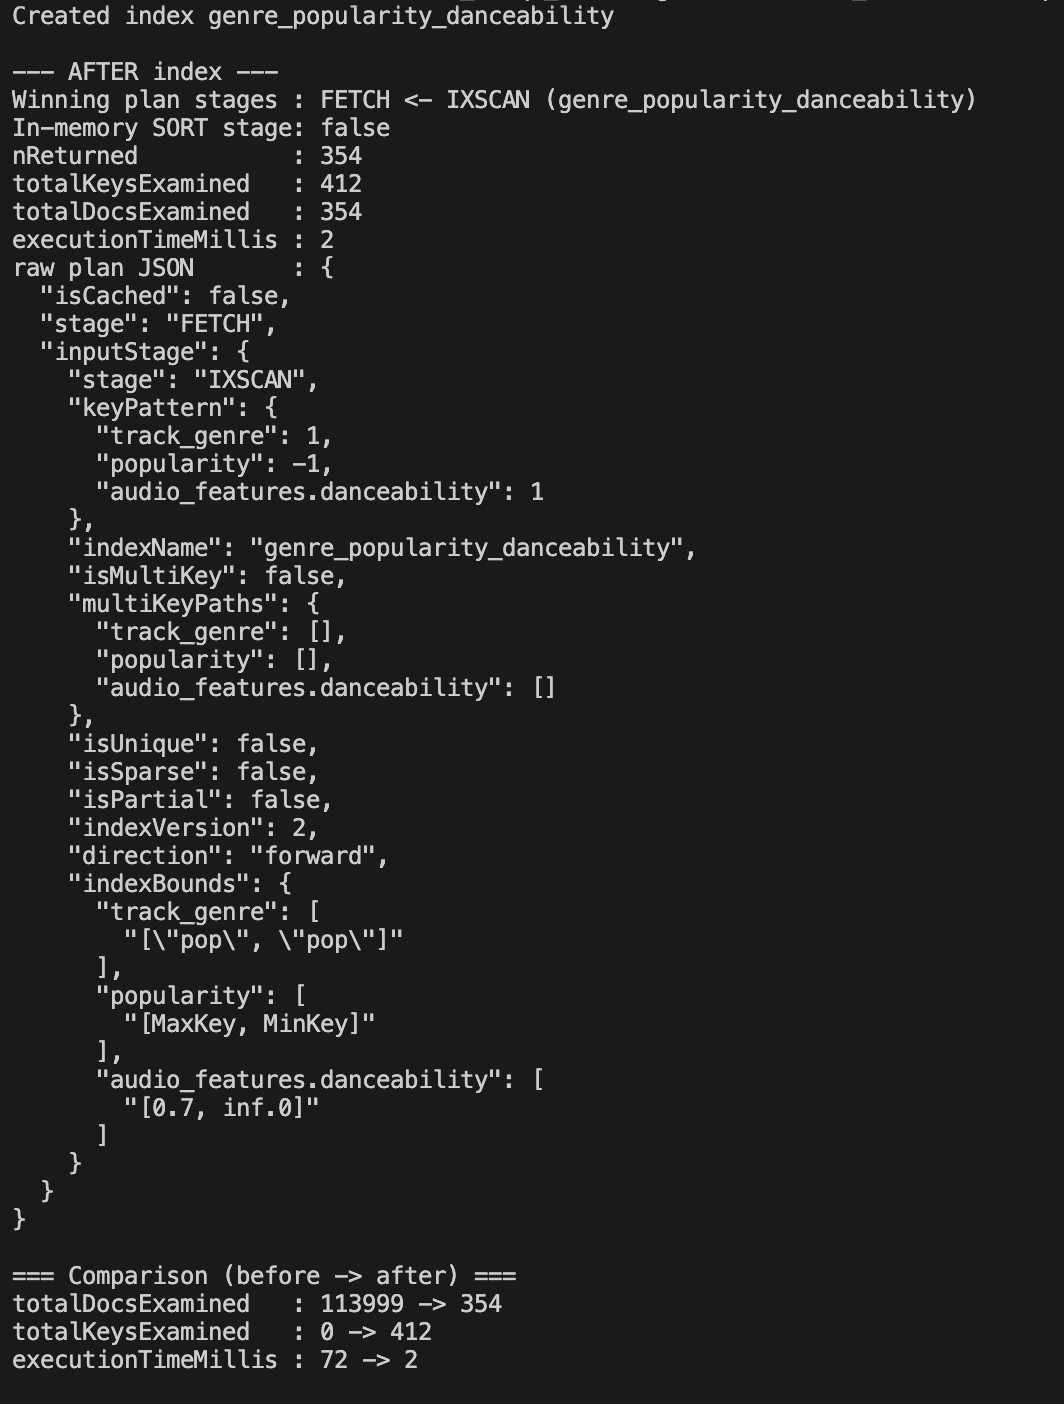 Created index genre_popularity_danceability

--- AFTER index ---
Winning plan stages : FETCH <- IXSCAN (genre_popularity_danceability)
In-memory SORT stage: false
nReturned           : 354
totalKeysExamined   : 412
totalDocsExamined   : 354
executionTimeMillis : 2
raw plan JSON       : {
  "isCached": false,
  "stage": "FETCH",
  "inputStage": {
    "stage": "IXSCAN",
    "keyPattern": {
      "track_genre": 1,
      "popularity": -1,
      "audio_features.danceability": 1
    },
    "indexName": "genre_popularity_danceability",
    "isMultiKey": false,
    "multiKeyPaths": {
      "track_genre": [],
      "popularity": [],
      "audio_features.danceability": []
    },
    "isUnique": false,
    "isSparse": false,
    "isPartial": false,
    "indexVersion": 2,
    "direction": "forward",
    "indexBounds": {
      "track_genre": [
        "[\"pop\", \"pop\"]"
      ],
      "popularity": [
        "[MaxKey, MinKey]"
      ],
      "audio_features.danceability": [
        "[0.7, inf.0]"
      ]
    }
  }
}

=== Comparison (before -> after) ===
totalDocsExamined   : 113999 -> 354
totalKeysExamined   : 0 -> 412
executionTimeMillis : 72 -> 2